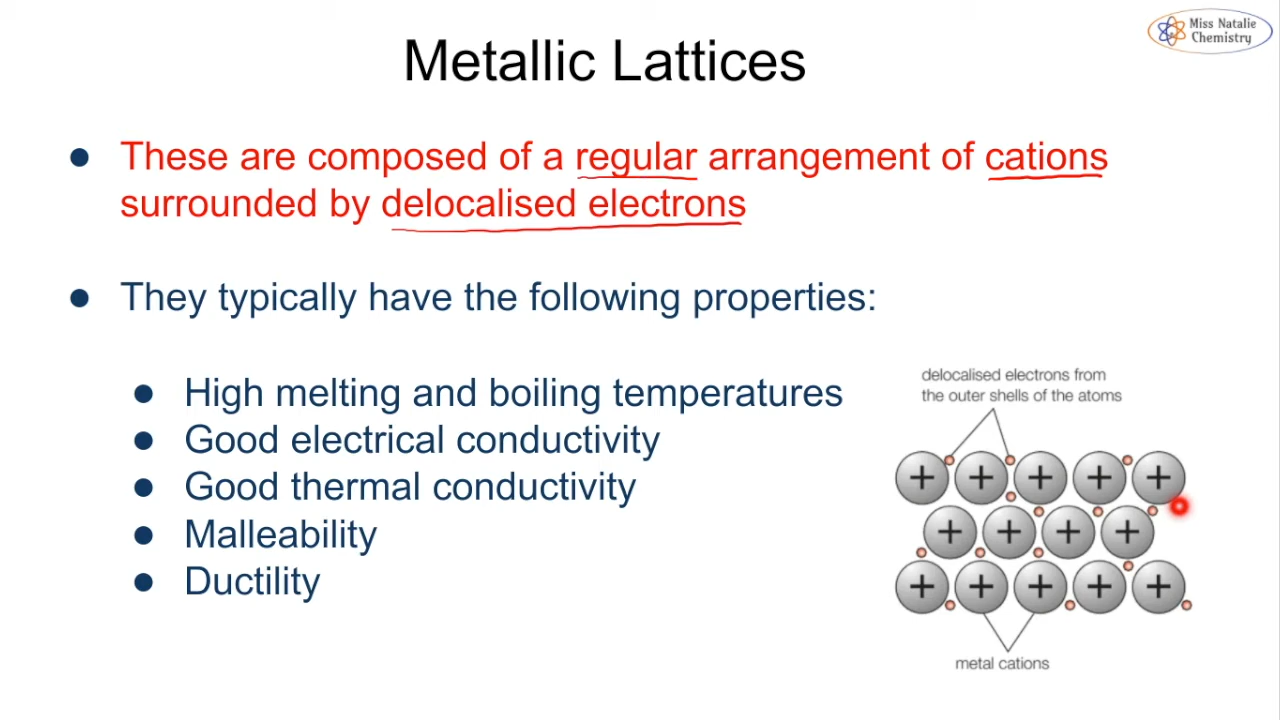 Miss Natalie
Chemistry
Metallic Lattices
● These are composed of a regular arrangement of cations
surrounded by delocalised electrons
● They typically have the following properties:
● High melting and boiling temperatures
● Good electrical conductivity
● Good thermal conductivity
● Malleability
● Ductility
delocalised electrons from
the outer shells of the atoms
+ + + + +
+ + + +
+ + + + +
metal cations